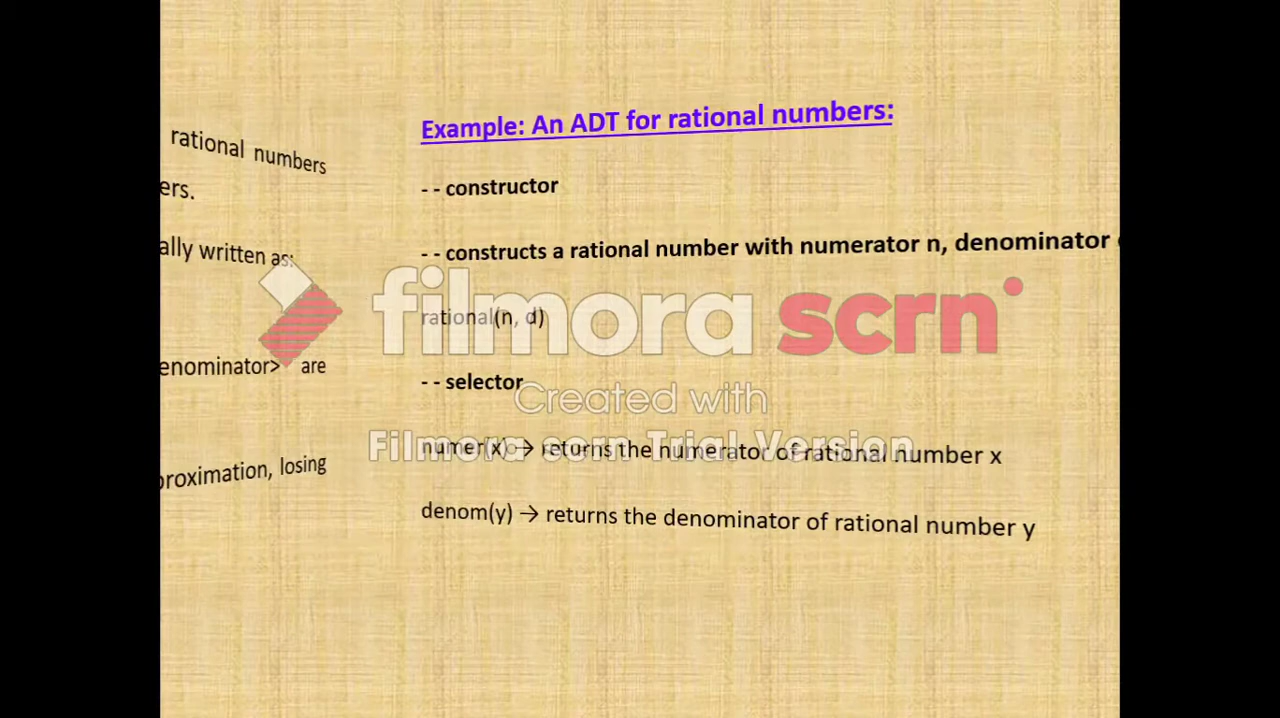 rational numbers
ers.
ally written as:
enominator> are
proximation, losing
Example: An ADT for rational numbers:
- - constructor
- - constructs a rational number with numerator n, denominator
rational(n, d)
- - selector
numer(x) → returns the numerator of rational number x
denom(y) → returns the denominator of rational number y
filmora scrn
Created with
Filmora scrn Trial Version